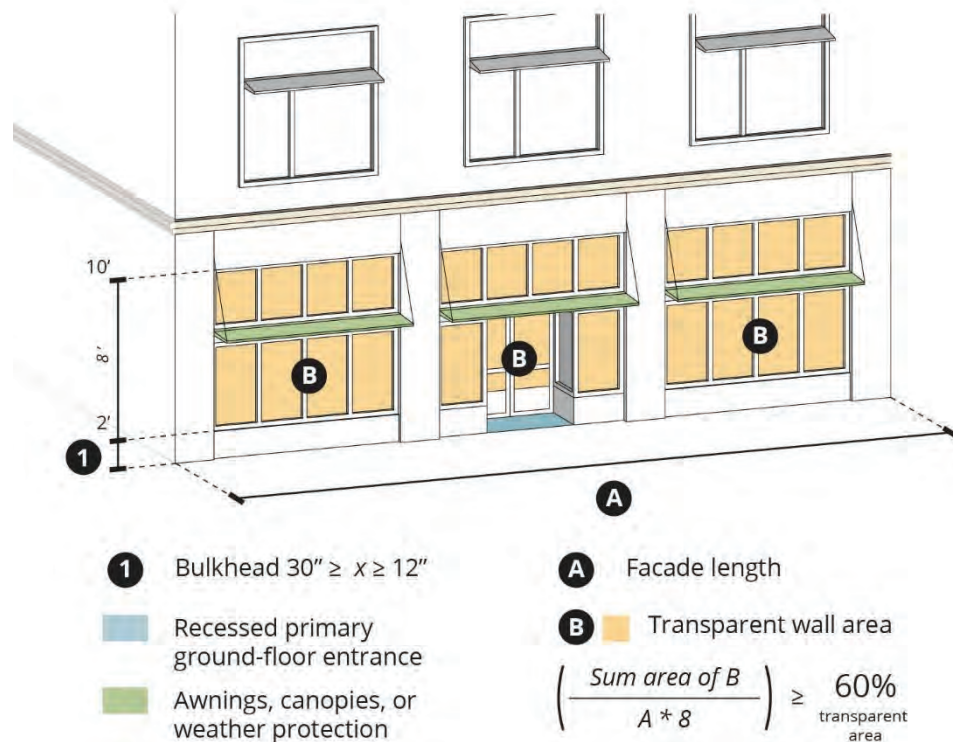 10’
8’
2’
B
B
B
1
A
1 Bulkhead 30” ≥ x ≥ 12”
Recessed primary
ground-floor entrance
Awnings, canopies, or
weather protection
A Facade length
B Transparent wall area
( Sum area of B / A * 8 ) ≥ 60%
transparent
area